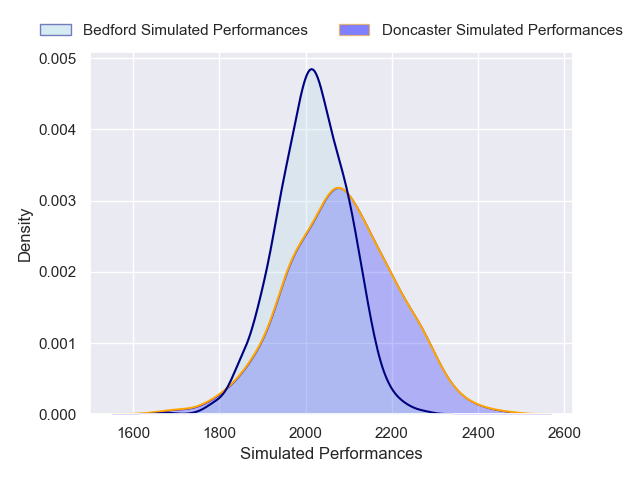 Bedford Simulated Performances
Doncaster Simulated Performances
0.005
0.004
0.003
0.002
0.001
0.000
Density
1600 1800 2000 2200 2400 2600
Simulated Performances